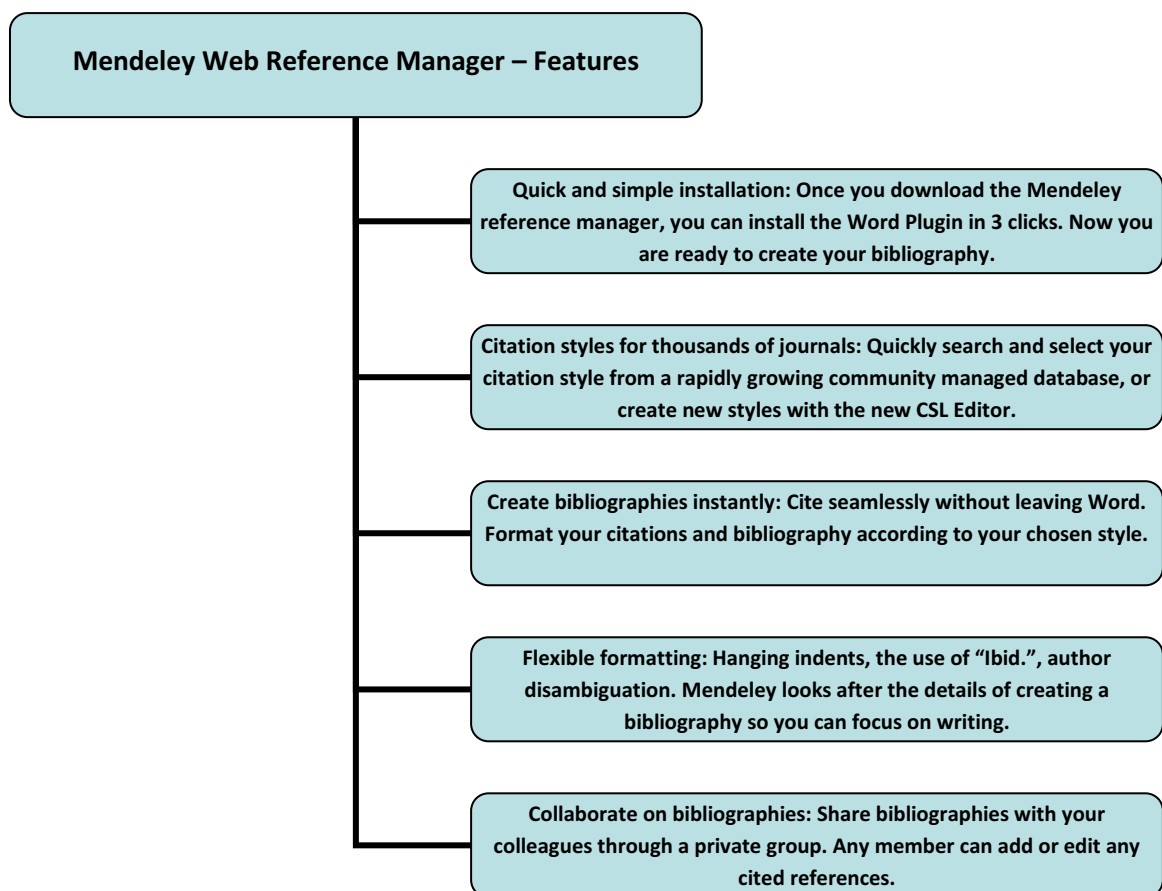 Mendeley Web Reference Manager – Features
Quick and simple installation: Once you download the Mendeley
reference manager, you can install the Word Plugin in 3 clicks. Now you
are ready to create your bibliography.
Citation styles for thousands of journals: Quickly search and select your
citation style from a rapidly growing community managed database, or
create new styles with the new CSL Editor.
Create bibliographies instantly: Cite seamlessly without leaving Word.
Format your citations and bibliography according to your chosen style.
Flexible formatting: Hanging indents, the use of “Ibid.”, author
disambiguation. Mendeley looks after the details of creating a
bibliography so you can focus on writing.
Collaborate on bibliographies: Share bibliographies with your
colleagues through a private group. Any member can add or edit any
cited references.